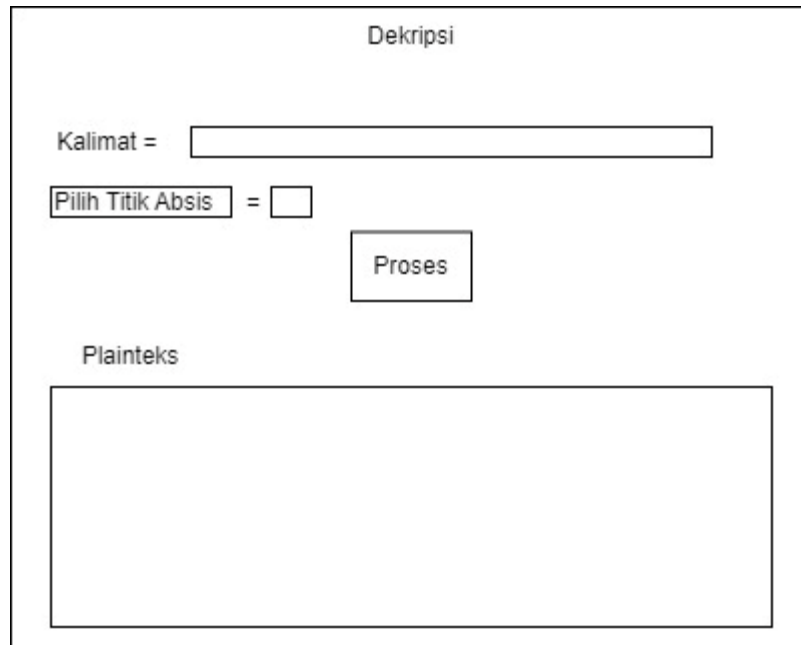 Dekripsi
Kalimat =
Pilih Titik Absis =
Proses
Plainteks